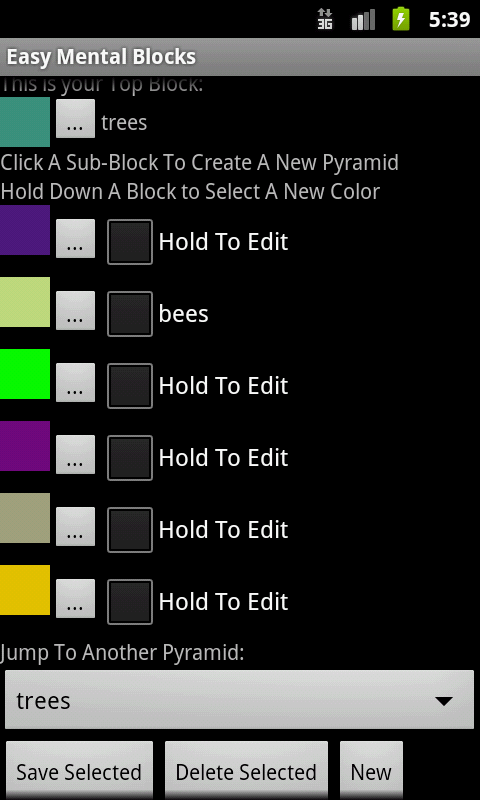 3G 5:39
Easy Mental Blocks
This is your Top Block:
... trees
Click A Sub-Block To Create A New Pyramid
Hold Down A Block to Select A New Color
... Hold To Edit
... bees
... Hold To Edit
... Hold To Edit
... Hold To Edit
... Hold To Edit
Jump To Another Pyramid:
trees
Save Selected Delete Selected New